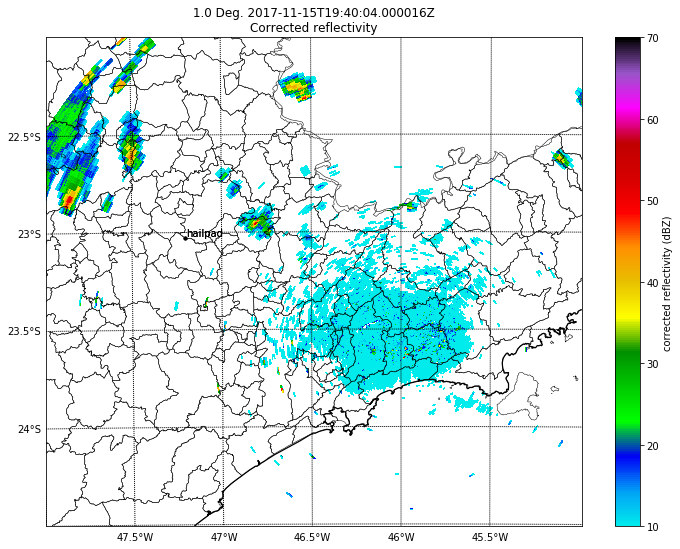 1.0 Deg. 2017-11-15T19:40:04.000016Z
Corrected reflectivity
22.5°S
23°S
23.5°S
24°S
47.5°W
47°W
46.5°W
46°W
45.5°W
hailpad
70
60
50
40
30
20
10
corrected reflectivity (dBZ)